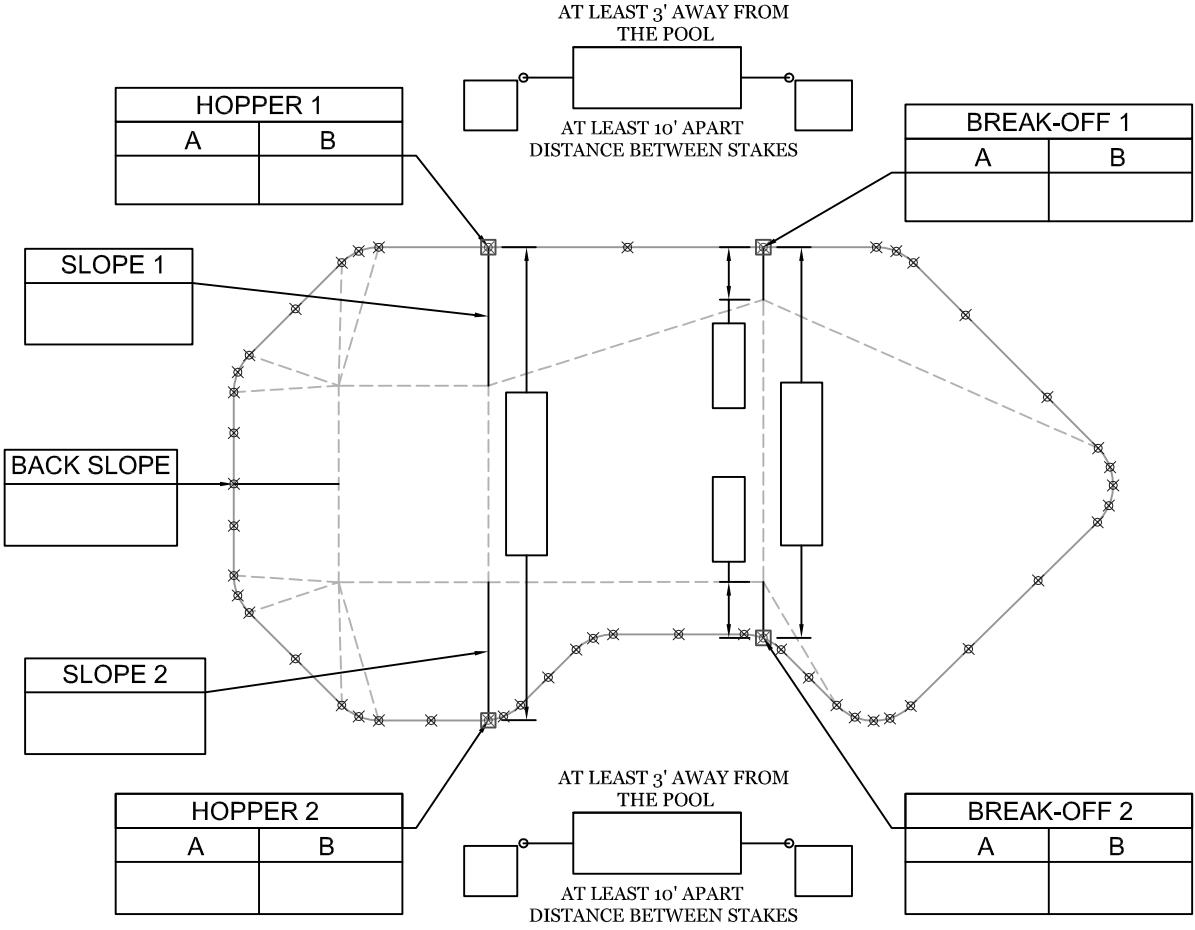 AT LEAST 3' AWAY FROM
THE POOL
HOPPER 1
A B
AT LEAST 10' APART
DISTANCE BETWEEN STAKES
BREAK-OFF 1
A B
SLOPE 1
BACK SLOPE
SLOPE 2
HOPPER 2
A B
AT LEAST 3' AWAY FROM
THE POOL
AT LEAST 10' APART
DISTANCE BETWEEN STAKES
BREAK-OFF 2
A B